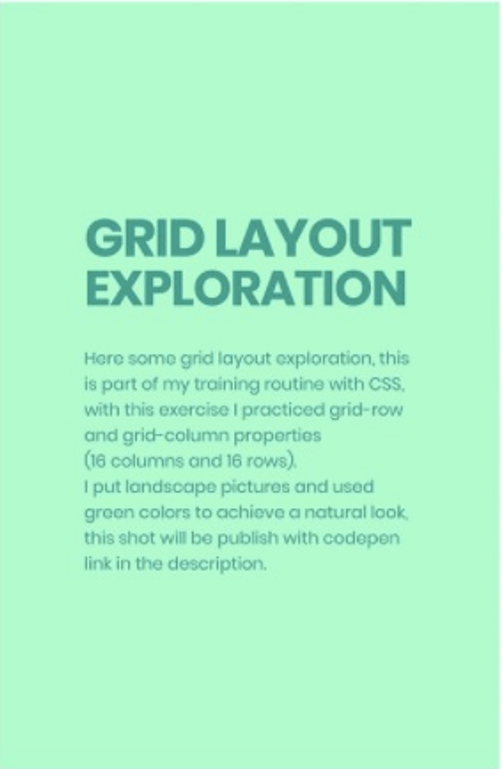 GRID LAYOUT
EXPLORATION
Here some grid layout exploration, this
is part of my training routine with CSS,
with this exercise I practiced grid-row
and grid-column properties
(16 columns and 16 rows).
I put landscape pictures and used
green colors to achieve a natural look,
this shot will be publish with codepen
link in the description.